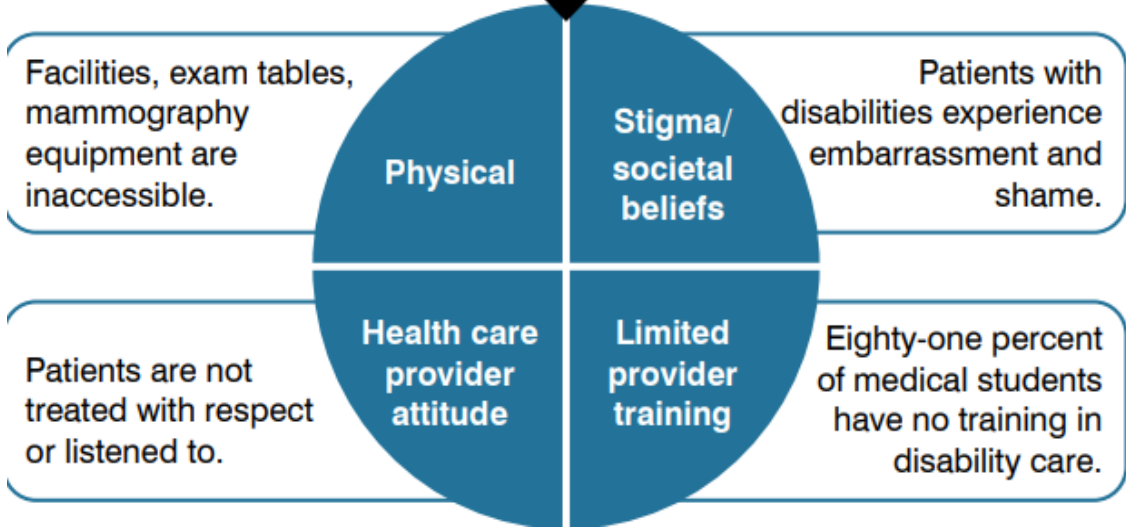 Facilities, exam tables,
mammography
equipment are
inaccessible.
Physical
Stigma/
societal
beliefs
Patients with
disabilities experience
embarrassment and
shame.
Patients are not
treated with respect
or listened to.
Health care
provider
attitude
Limited
provider
training
Eighty-one percent
of medical students
have no training in
disability care.